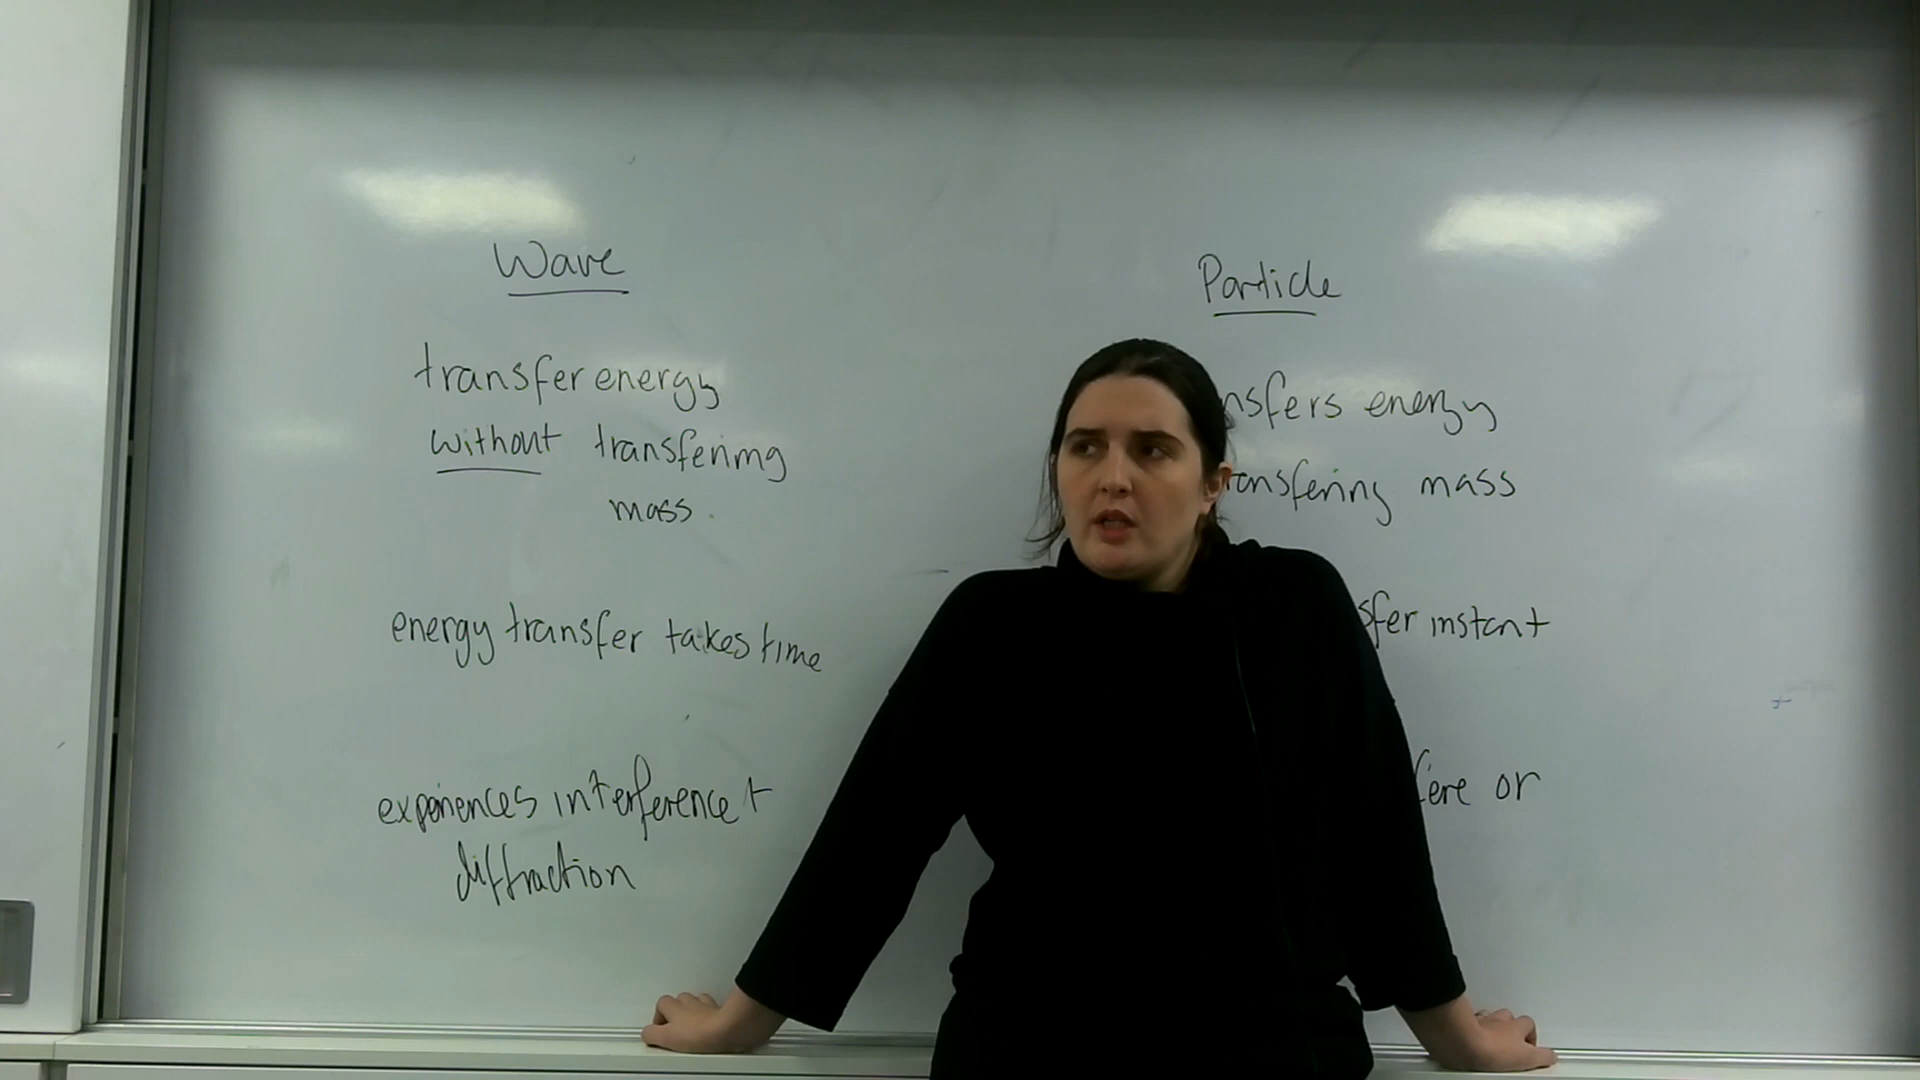 Wave
transfer energy
without transfering
mass.
energy transfer takes time
experiences interference +
diffraction
Particle
nsfers energy
ransfering mass
sfer instant
fere or